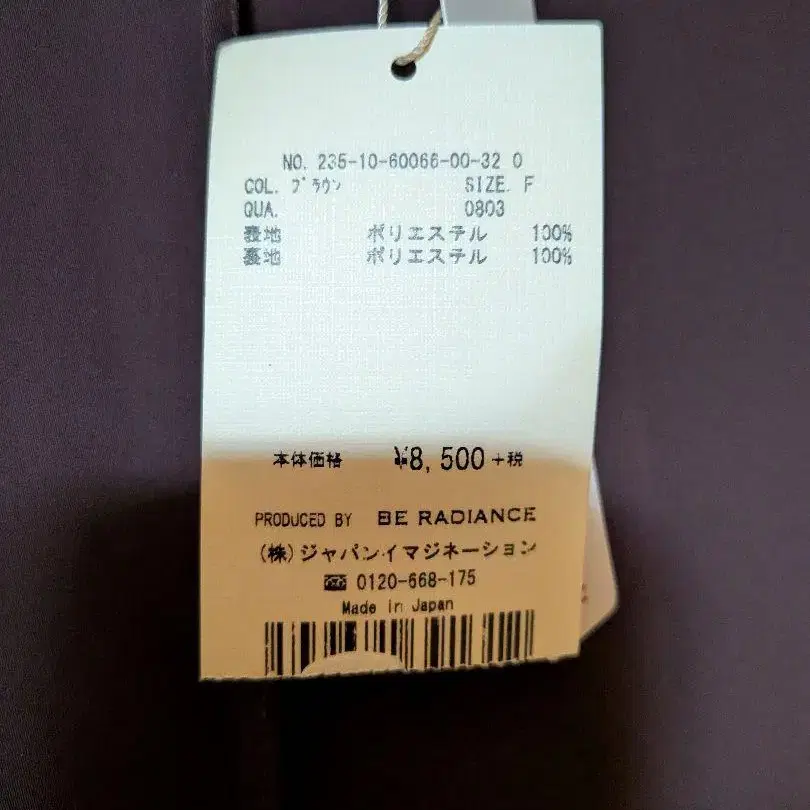 NO. 235-10-60066-00-32 0
COL. ブラウン SIZE. F
QUA. 0803
表地 ポリエステル 100%
裏地 ポリエステル 100%
本体価格 ¥8,500+税
PRODUCED BY BE RADIANCE
(株)ジャパンイマジネーション
☎ 0120-668-175
Made in Japan